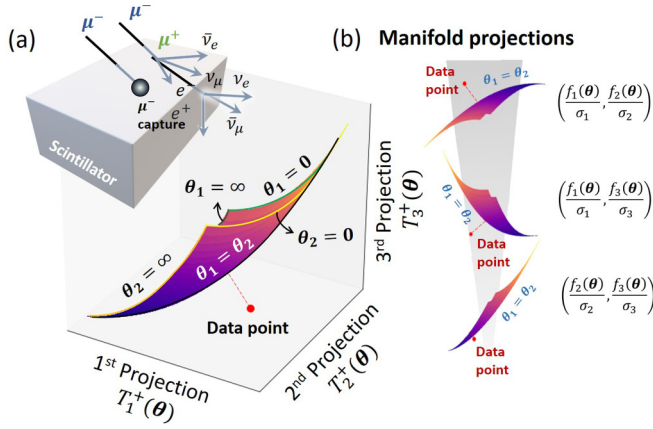 (a)
μ⁻ μ⁻ μ⁺ ν̄ₑ
e⁻ ν_μ νₑ
e⁺ ν̄_μ
μ⁻
capture
Scintillator
θ₁ = ∞
θ₁ = 0
θ₂ = 0
θ₂ = ∞
θ₁ = θ₂
Data point
1ˢᵗ Projection
T₁⁺(θ)
2ⁿᵈ Projection
T₂⁺(θ)
3rd Projection
T₃⁺(θ)
(b) Manifold projections
Data
point
θ₁ = θ₂
(f₁(θ)/σ₁, f₂(θ)/σ₂)
θ₁ = θ₂
Data
point
(f₁(θ)/σ₁, f₃(θ)/σ₃)
θ₁ = θ₂
Data
point
(f₂(θ)/σ₂, f₃(θ)/σ₃)